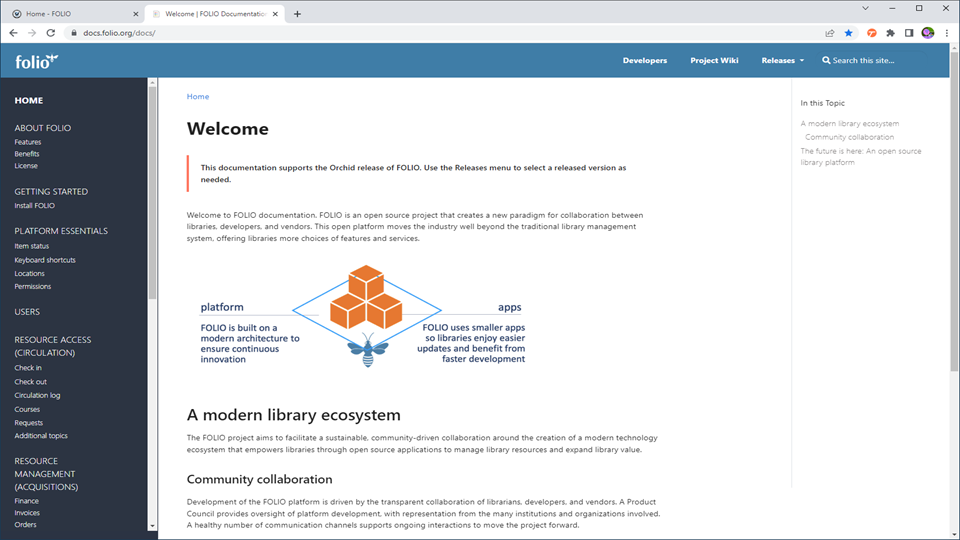 Home - FOLIO
Welcome | FOLIO Documentation
docs.folio.org/docs/
folio
Developers
Project Wiki
Releases
Search this site...
HOME
ABOUT FOLIO
Features
Benefits
License
GETTING STARTED
Install FOLIO
PLATFORM ESSENTIALS
Item status
Keyboard shortcuts
Locations
Permissions
USERS
RESOURCE ACCESS
(CIRCULATION)
Check in
Check out
Circulation log
Courses
Requests
Additional topics
RESOURCE
MANAGEMENT
(ACQUISITIONS)
Finance
Invoices
Orders
Home
Welcome
This documentation supports the Orchid release of FOLIO. Use the Releases menu to select a released version as
needed.
Welcome to FOLIO documentation. FOLIO is an open source project that creates a new paradigm for collaboration between
libraries, developers, and vendors. This open platform moves the industry well beyond the traditional library management
system, offering libraries more choices of features and services.
platform
FOLIO is built on a
modern architecture to
ensure continuous
innovation
apps
FOLIO uses smaller apps
so libraries enjoy easier
updates and benefit from
faster development
A modern library ecosystem
The FOLIO project aims to facilitate a sustainable, community-driven collaboration around the creation of a modern technology
ecosystem that empowers libraries through open source applications to manage library resources and expand library value.
Community collaboration
Development of the FOLIO platform is driven by the transparent collaboration of librarians, developers, and vendors. A Product
Council provides oversight of platform development, with representation from the many institutions and organizations involved.
A healthy number of communication channels supports ongoing interactions to move the project forward.
In this Topic
A modern library ecosystem
Community collaboration
The future is here: An open source
library platform